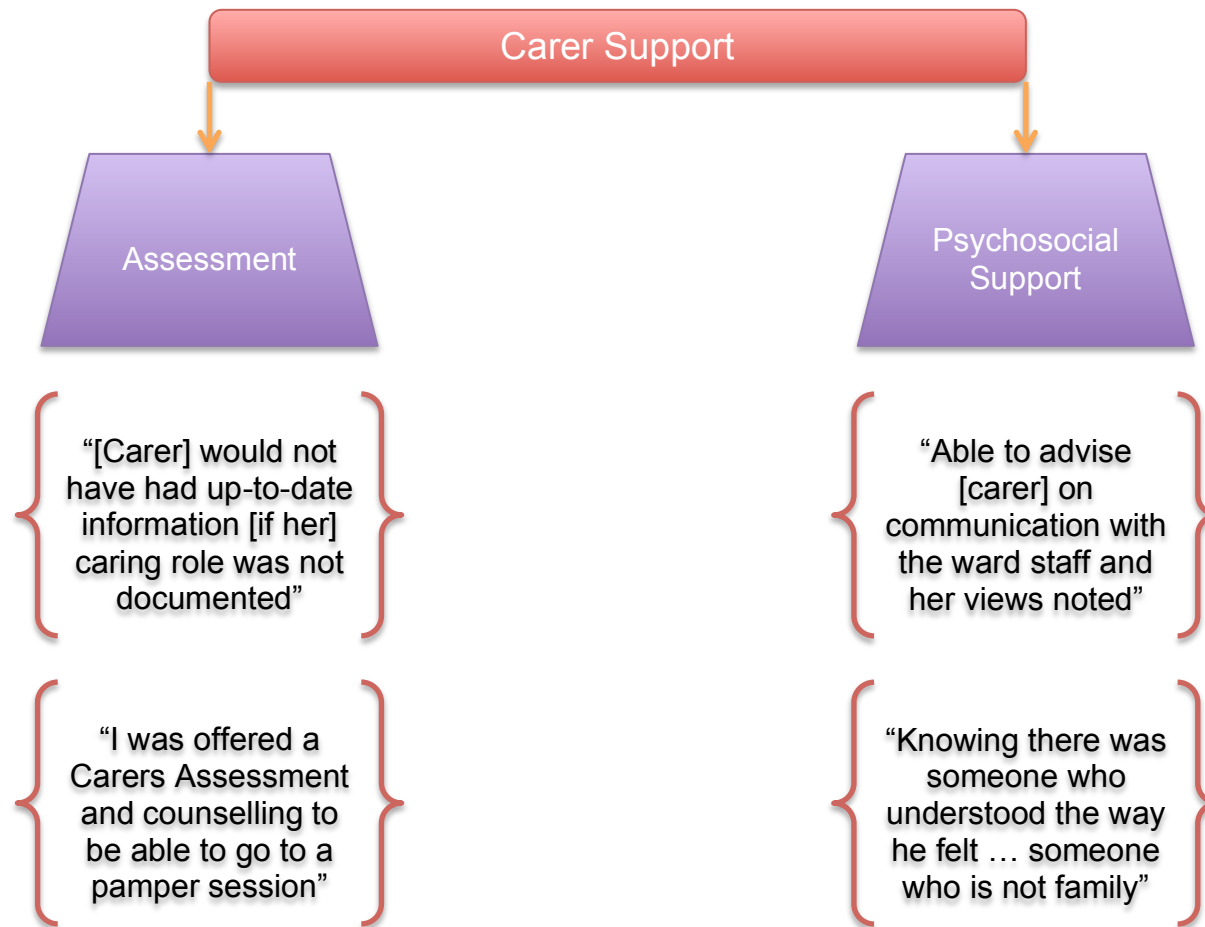 Carer Support
Assessment
“[Carer] would not
have had up-to-date
information [if her]
caring role was not
documented”
“I was offered a
Carers Assessment
and counselling to
be able to go to a
pamper session”
Psychosocial
Support
“Able to advise
[carer] on
communication with
the ward staff and
her views noted”
“Knowing there was
someone who
understood the way
he felt … someone
who is not family”